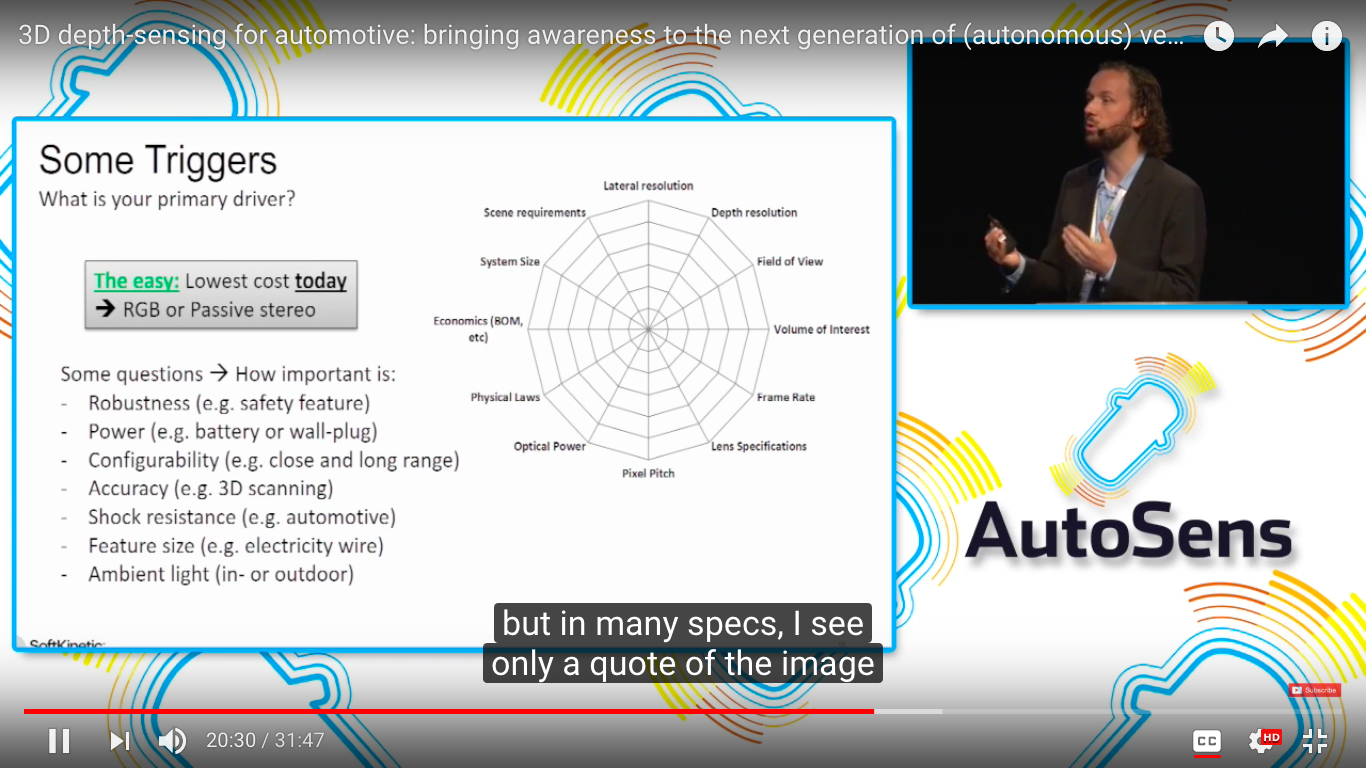 3D depth-sensing for automotive: bringing awareness to the next generation of (autonomous) ve...
Some Triggers
What is your primary driver?
The easy: Lowest cost today
➔ RGB or Passive stereo
Some questions → How important is:
- Robustness (e.g. safety feature)
- Power (e.g. battery or wall-plug)
- Configurability (e.g. close and long range)
- Accuracy (e.g. 3D scanning)
- Shock resistance (e.g. automotive)
- Feature size (e.g. electricity wire)
- Ambient light (in- or outdoor)
Lateral resolution
Depth resolution
Field of View
Volume of Interest
Frame Rate
Lens Specifications
Pixel Pitch
Optical Power
Physical Laws
Economics (BOM,
etc)
System Size
Scene requirements
SoftKinetic
AutoSens
but in many specs, I see
only a quote of the image
Subscribe
20:30 / 31:47
CC
HD